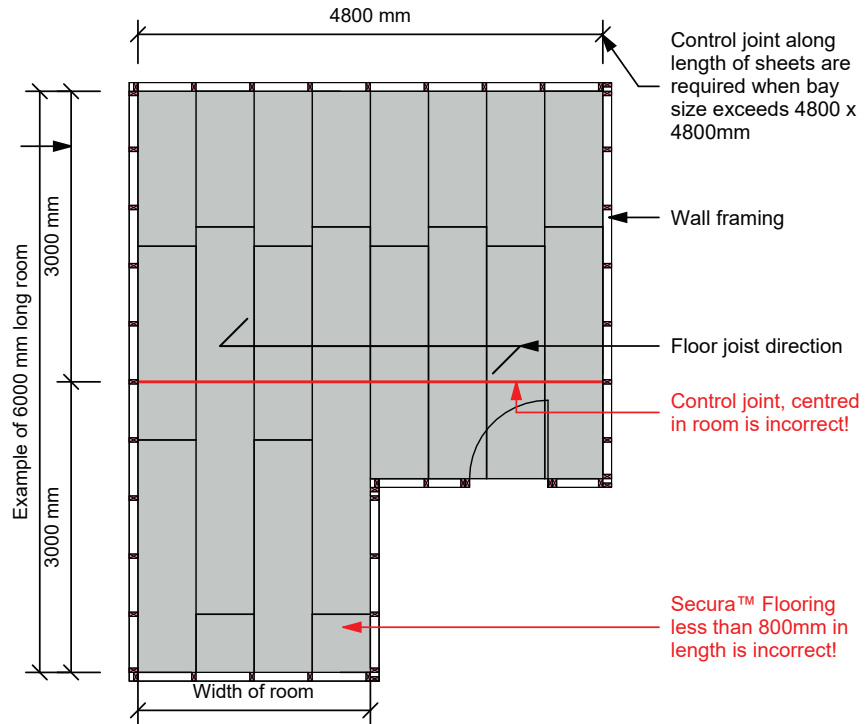 4800 mm
Control joint along
length of sheets are
required when bay
size exceeds 4800 x
4800mm
Wall framing
Floor joist direction
Control joint, centred
in room is incorrect!
Secura™ Flooring
less than 800mm in
length is incorrect!
Example of 6000 mm long room
3000 mm
3000 mm
Width of room